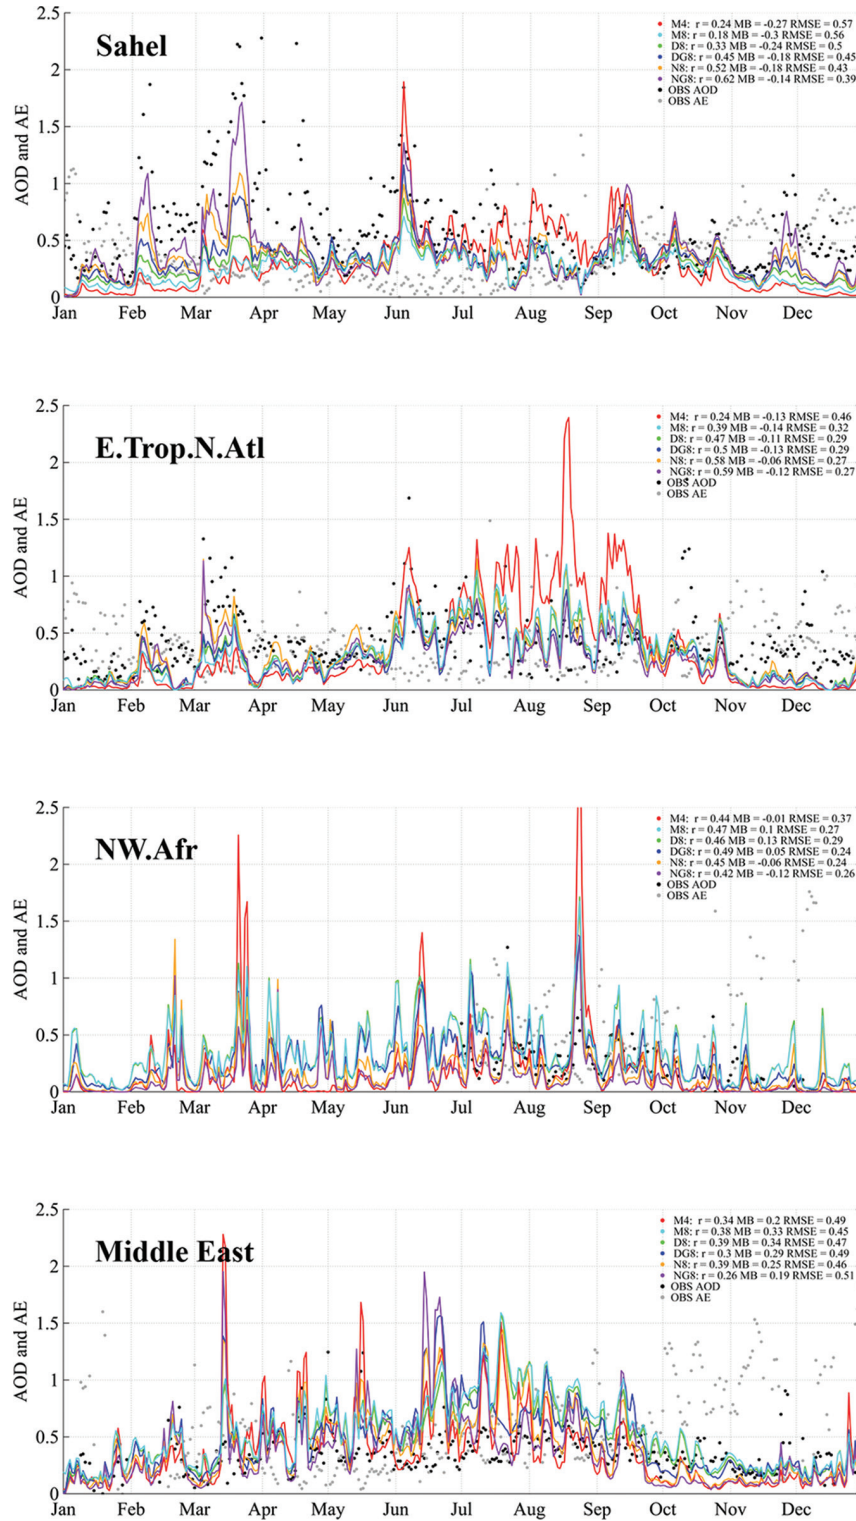 Sahel
AOD and AE
2.5
2
1.5
1
0.5
0
Jan Feb Mar Apr May Jun Jul Aug Sep Oct Nov Dec
M4: r = 0.24 MB = -0.27 RMSE = 0.57
M8: r = 0.18 MB = -0.3 RMSE = 0.56
D8: r = 0.33 MB = -0.24 RMSE = 0.5
DG8: r = 0.45 MB = -0.18 RMSE = 0.45
N8: r = 0.52 MB = -0.18 RMSE = 0.43
NG8: r = 0.62 MB = -0.14 RMSE = 0.39
OBS AOD
OBS AE
E.Trop.N.Atl
AOD and AE
2.5
2
1.5
1
0.5
0
Jan Feb Mar Apr May Jun Jul Aug Sep Oct Nov Dec
M4: r = 0.24 MB = -0.13 RMSE = 0.46
M8: r = 0.39 MB = -0.14 RMSE = 0.32
D8: r = 0.47 MB = -0.11 RMSE = 0.29
DG8: r = 0.5 MB = -0.13 RMSE = 0.29
N8: r = 0.58 MB = -0.06 RMSE = 0.27
NG8: r = 0.59 MB = -0.12 RMSE = 0.27
OBS AOD
OBS AE
NW.Afr
AOD and AE
2.5
2
1.5
1
0.5
0
Jan Feb Mar Apr May Jun Jul Aug Sep Oct Nov Dec
M4: r = 0.44 MB = -0.01 RMSE = 0.37
M8: r = 0.47 MB = 0.1 RMSE = 0.27
D8: r = 0.46 MB = 0.13 RMSE = 0.29
DG8: r = 0.49 MB = 0.05 RMSE = 0.24
N8: r = 0.45 MB = -0.06 RMSE = 0.24
NG8: r = 0.42 MB = -0.12 RMSE = 0.26
OBS AOD
OBS AE
Middle East
AOD and AE
2.5
2
1.5
1
0.5
0
Jan Feb Mar Apr May Jun Jul Aug Sep Oct Nov Dec
M4: r = 0.34 MB = 0.2 RMSE = 0.49
M8: r = 0.38 MB = 0.33 RMSE = 0.45
D8: r = 0.39 MB = 0.34 RMSE = 0.47
DG8: r = 0.3 MB = 0.29 RMSE = 0.49
N8: r = 0.39 MB = 0.25 RMSE = 0.46
NG8: r = 0.26 MB = 0.19 RMSE = 0.51
OBS AOD
OBS AE